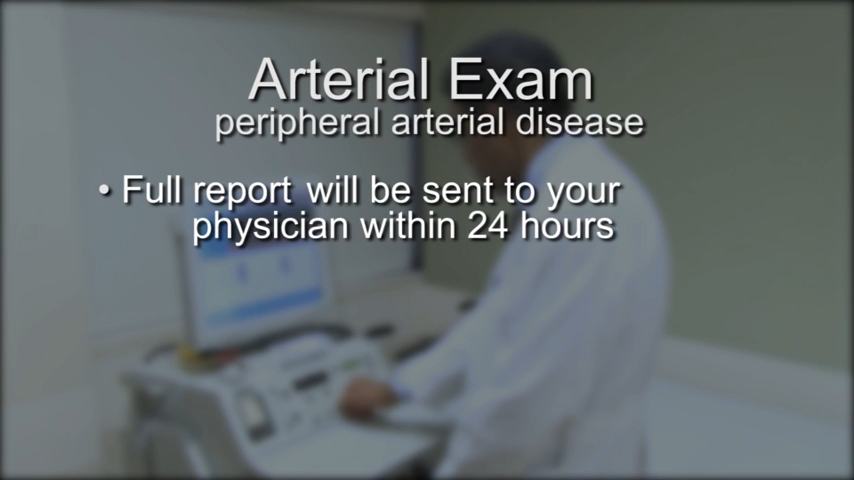 Arterial Exam
peripheral arterial disease
• Full report will be sent to your
physician within 24 hours